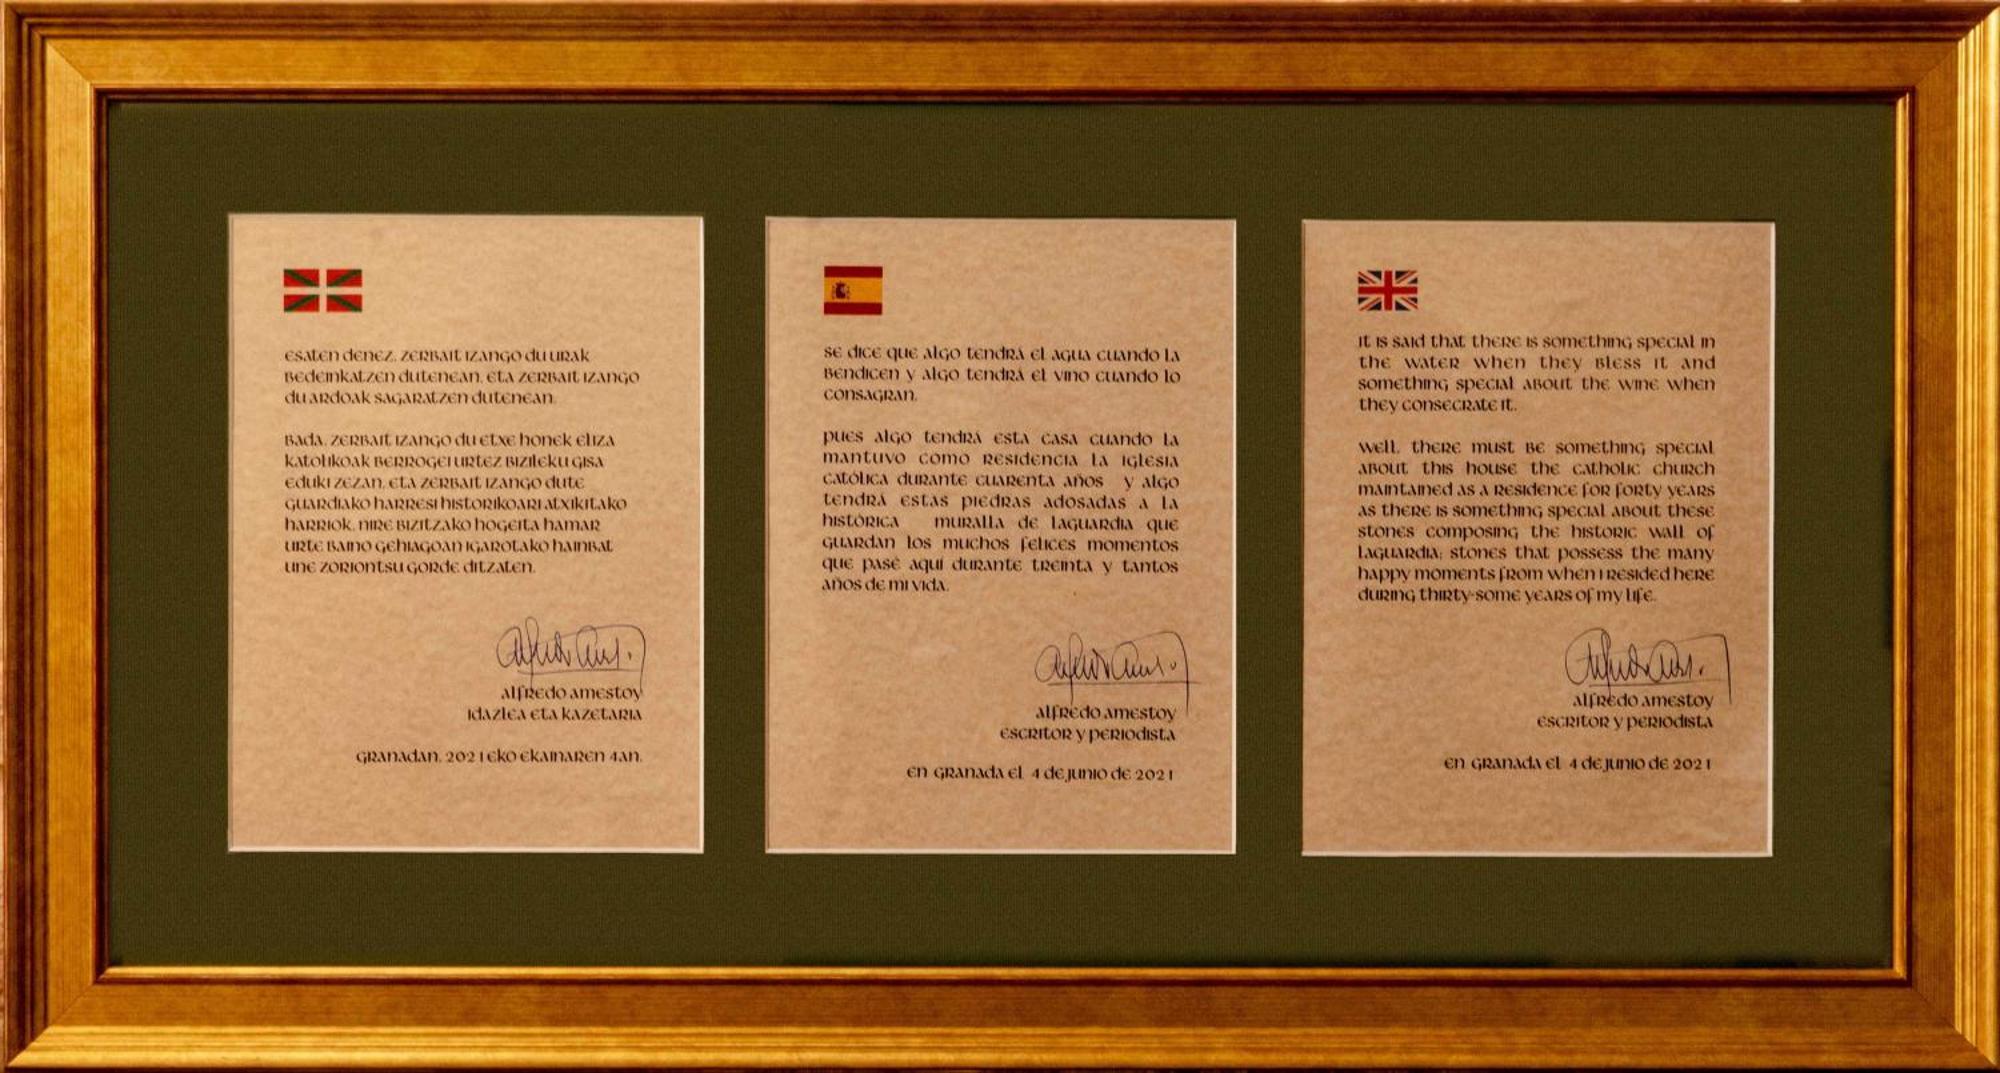 esaten denez, zerbait izango du urak
bedeinkatzen dutenean, eta zerbait izango
du ardoak sagaratzen dutenean.
bada, zerbait izango du etxe honek eliza
katolikoak berrogei urtez bizileku gisa
eduki zezan, eta zerbait izango dute
guardiako harresi historikoari atxikitako
harriok, nire bizitzako hogeita hamar
urte baino gehiagoan igarotako hainbat
une zoriontsu gorde ditzaten.
alfredo amestoy
idazlea eta kazetaria
granadan, 2021eko ekainaren 4an.
se dice que algo tendrá el agua cuando la
bendicen y algo tendrá el vino cuando lo
consagran.
pues algo tendrá esta casa cuando la
mantuvo como residencia la iglesia
católica durante cuarenta años y algo
tendrá estas piedras adosadas a la
histórica muralla de laguardia que
guardan los muchos felices momentos
que pasé aquí durante treinta y tantos
años de mi vida.
alfredo amestoy
escritor y periodista
en granada el 4 de junio de 2021
it is said that there is something special in
the water when they bless it and
something special about the wine when
they consecrate it.
well, there must be something special
about this house the catholic church
maintained as a residence for forty years
as there is something special about these
stones composing the historic wall of
laguardia; stones that possess the many
happy moments from when i resided here
during thirty-some years of my life.
alfredo amestoy
escritor y periodista
en granada el 4 de junio de 2021